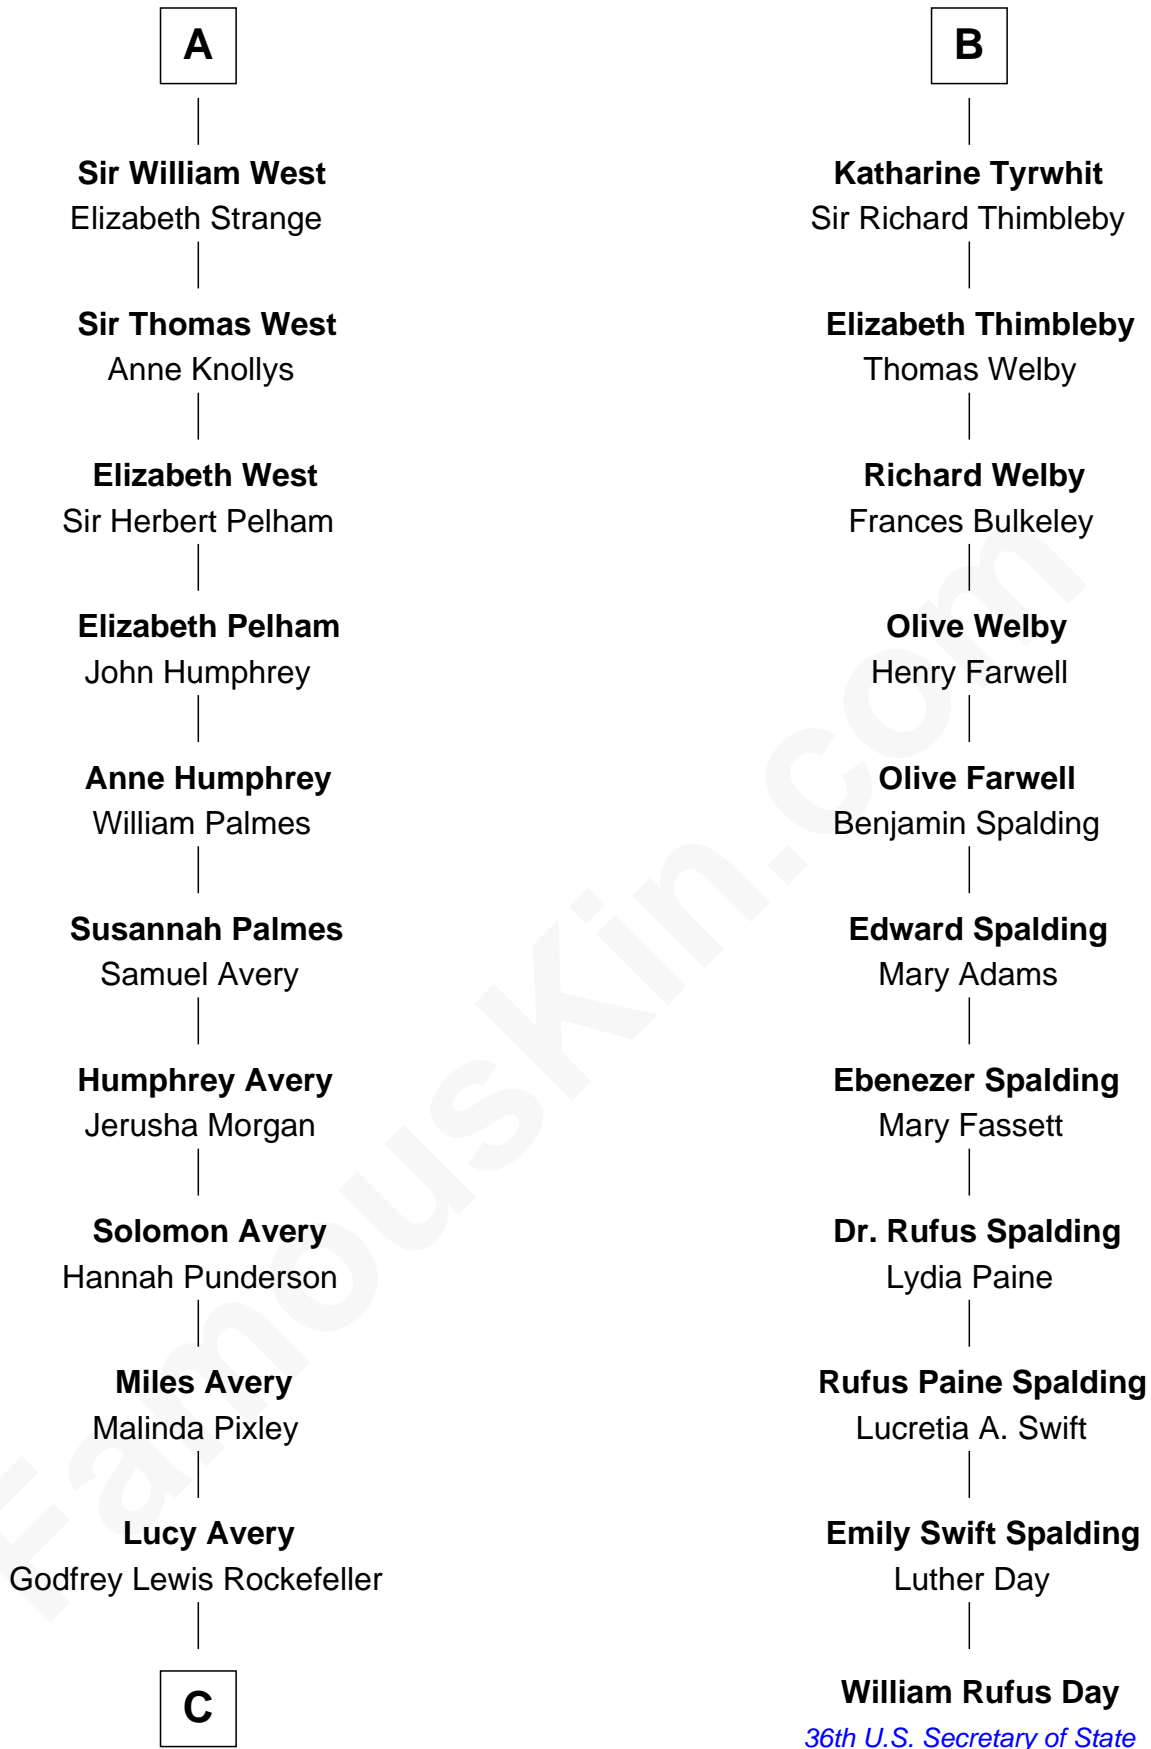 A
Sir William West
Elizabeth Strange
Sir Thomas West
Anne Knollys
Elizabeth West
Sir Herbert Pelham
Elizabeth Pelham
John Humphrey
Anne Humphrey
William Palmes
Susannah Palmes
Samuel Avery
Humphrey Avery
Jerusha Morgan
Solomon Avery
Hannah Punderson
Miles Avery
Malinda Pixley
Lucy Avery
Godfrey Lewis Rockefeller
C
B
Katharine Tyrwhit
Sir Richard Thimbleby
Elizabeth Thimbleby
Thomas Welby
Richard Welby
Frances Bulkeley
Olive Welby
Henry Farwell
Olive Farwell
Benjamin Spalding
Edward Spalding
Mary Adams
Ebenezer Spalding
Mary Fassett
Dr. Rufus Spalding
Lydia Paine
Rufus Paine Spalding
Lucretia A. Swift
Emily Swift Spalding
Luther Day
William Rufus Day
36th U.S. Secretary of State
FamousKin.com